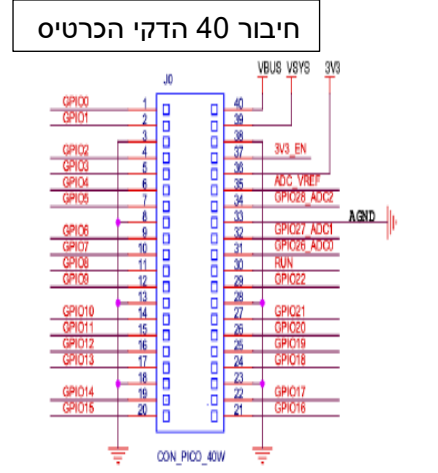 חיבור 40 הדקי הכרטיס
VBUS VSYS 3V3
J0
GPIO0 1 40
GPIO1 2 39
3 38
GPIO2 4 37 3V3_EN
GPIO3 5 36
GPIO4 6 35 ADC_VREF
GPIO5 7 34 GPIO28_ADC2
8 33 AGND
GPIO6 9 32 GPIO27_ADC1
GPIO7 10 31 GPIO26_ADC0
GPIO8 11 30 RUN
GPIO9 12 29 GPIO22
13 28
GPIO10 14 27 GPIO21
GPIO11 15 26 GPIO20
GPIO12 16 25 GPIO19
GPIO13 17 24 GPIO18
18 23
GPIO14 19 22 GPIO17
GPIO15 20 21 GPIO16
CON_PICO_40W